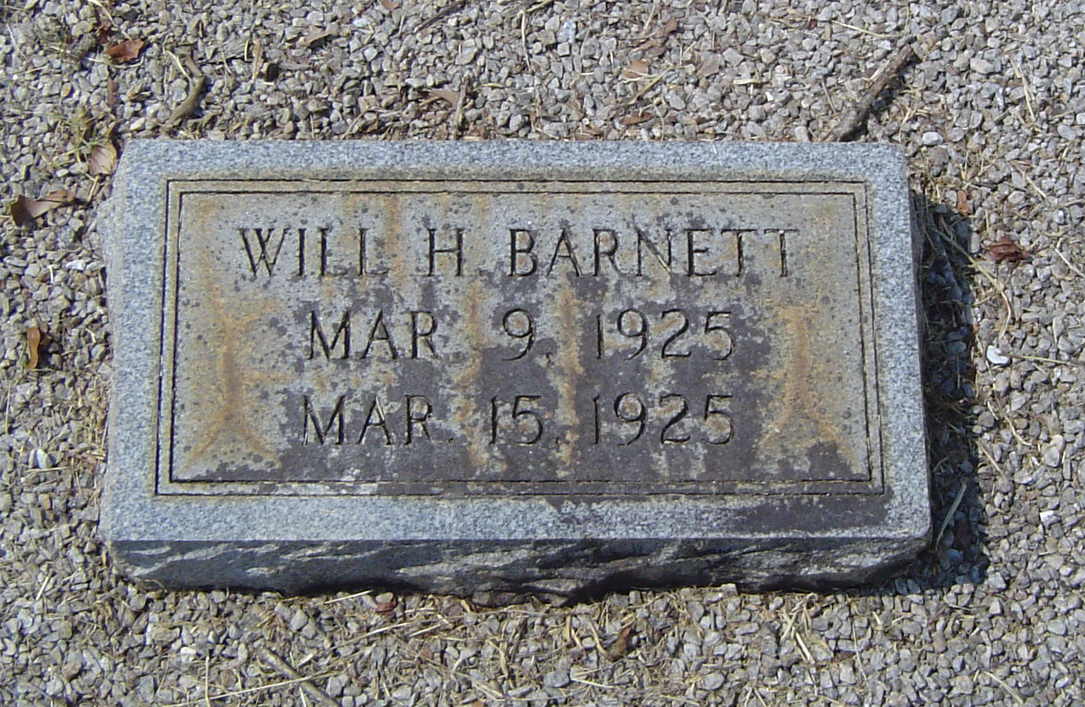 WILL H. BARNETT
MAR. 9, 1925
MAR. 15, 1925